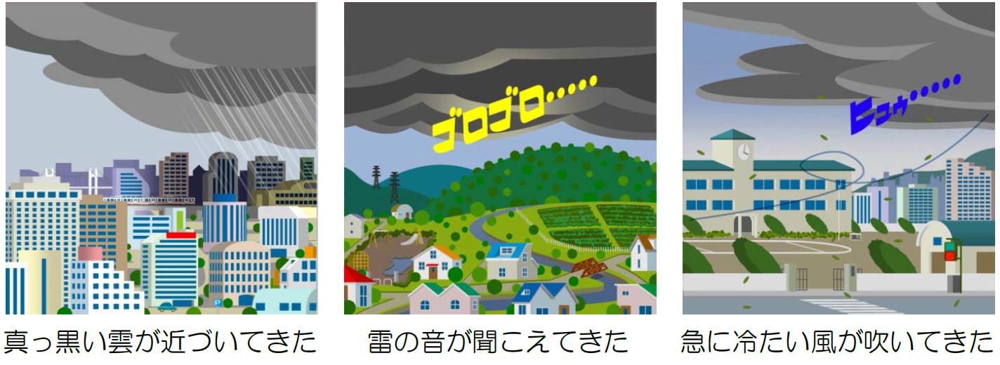 ゴロゴロ・・・・・
ヒュゥ・・・・・
P
真っ黒い雲が近づいてきた
雷の音が聞こえてきた
急に冷たい風が吹いてきた